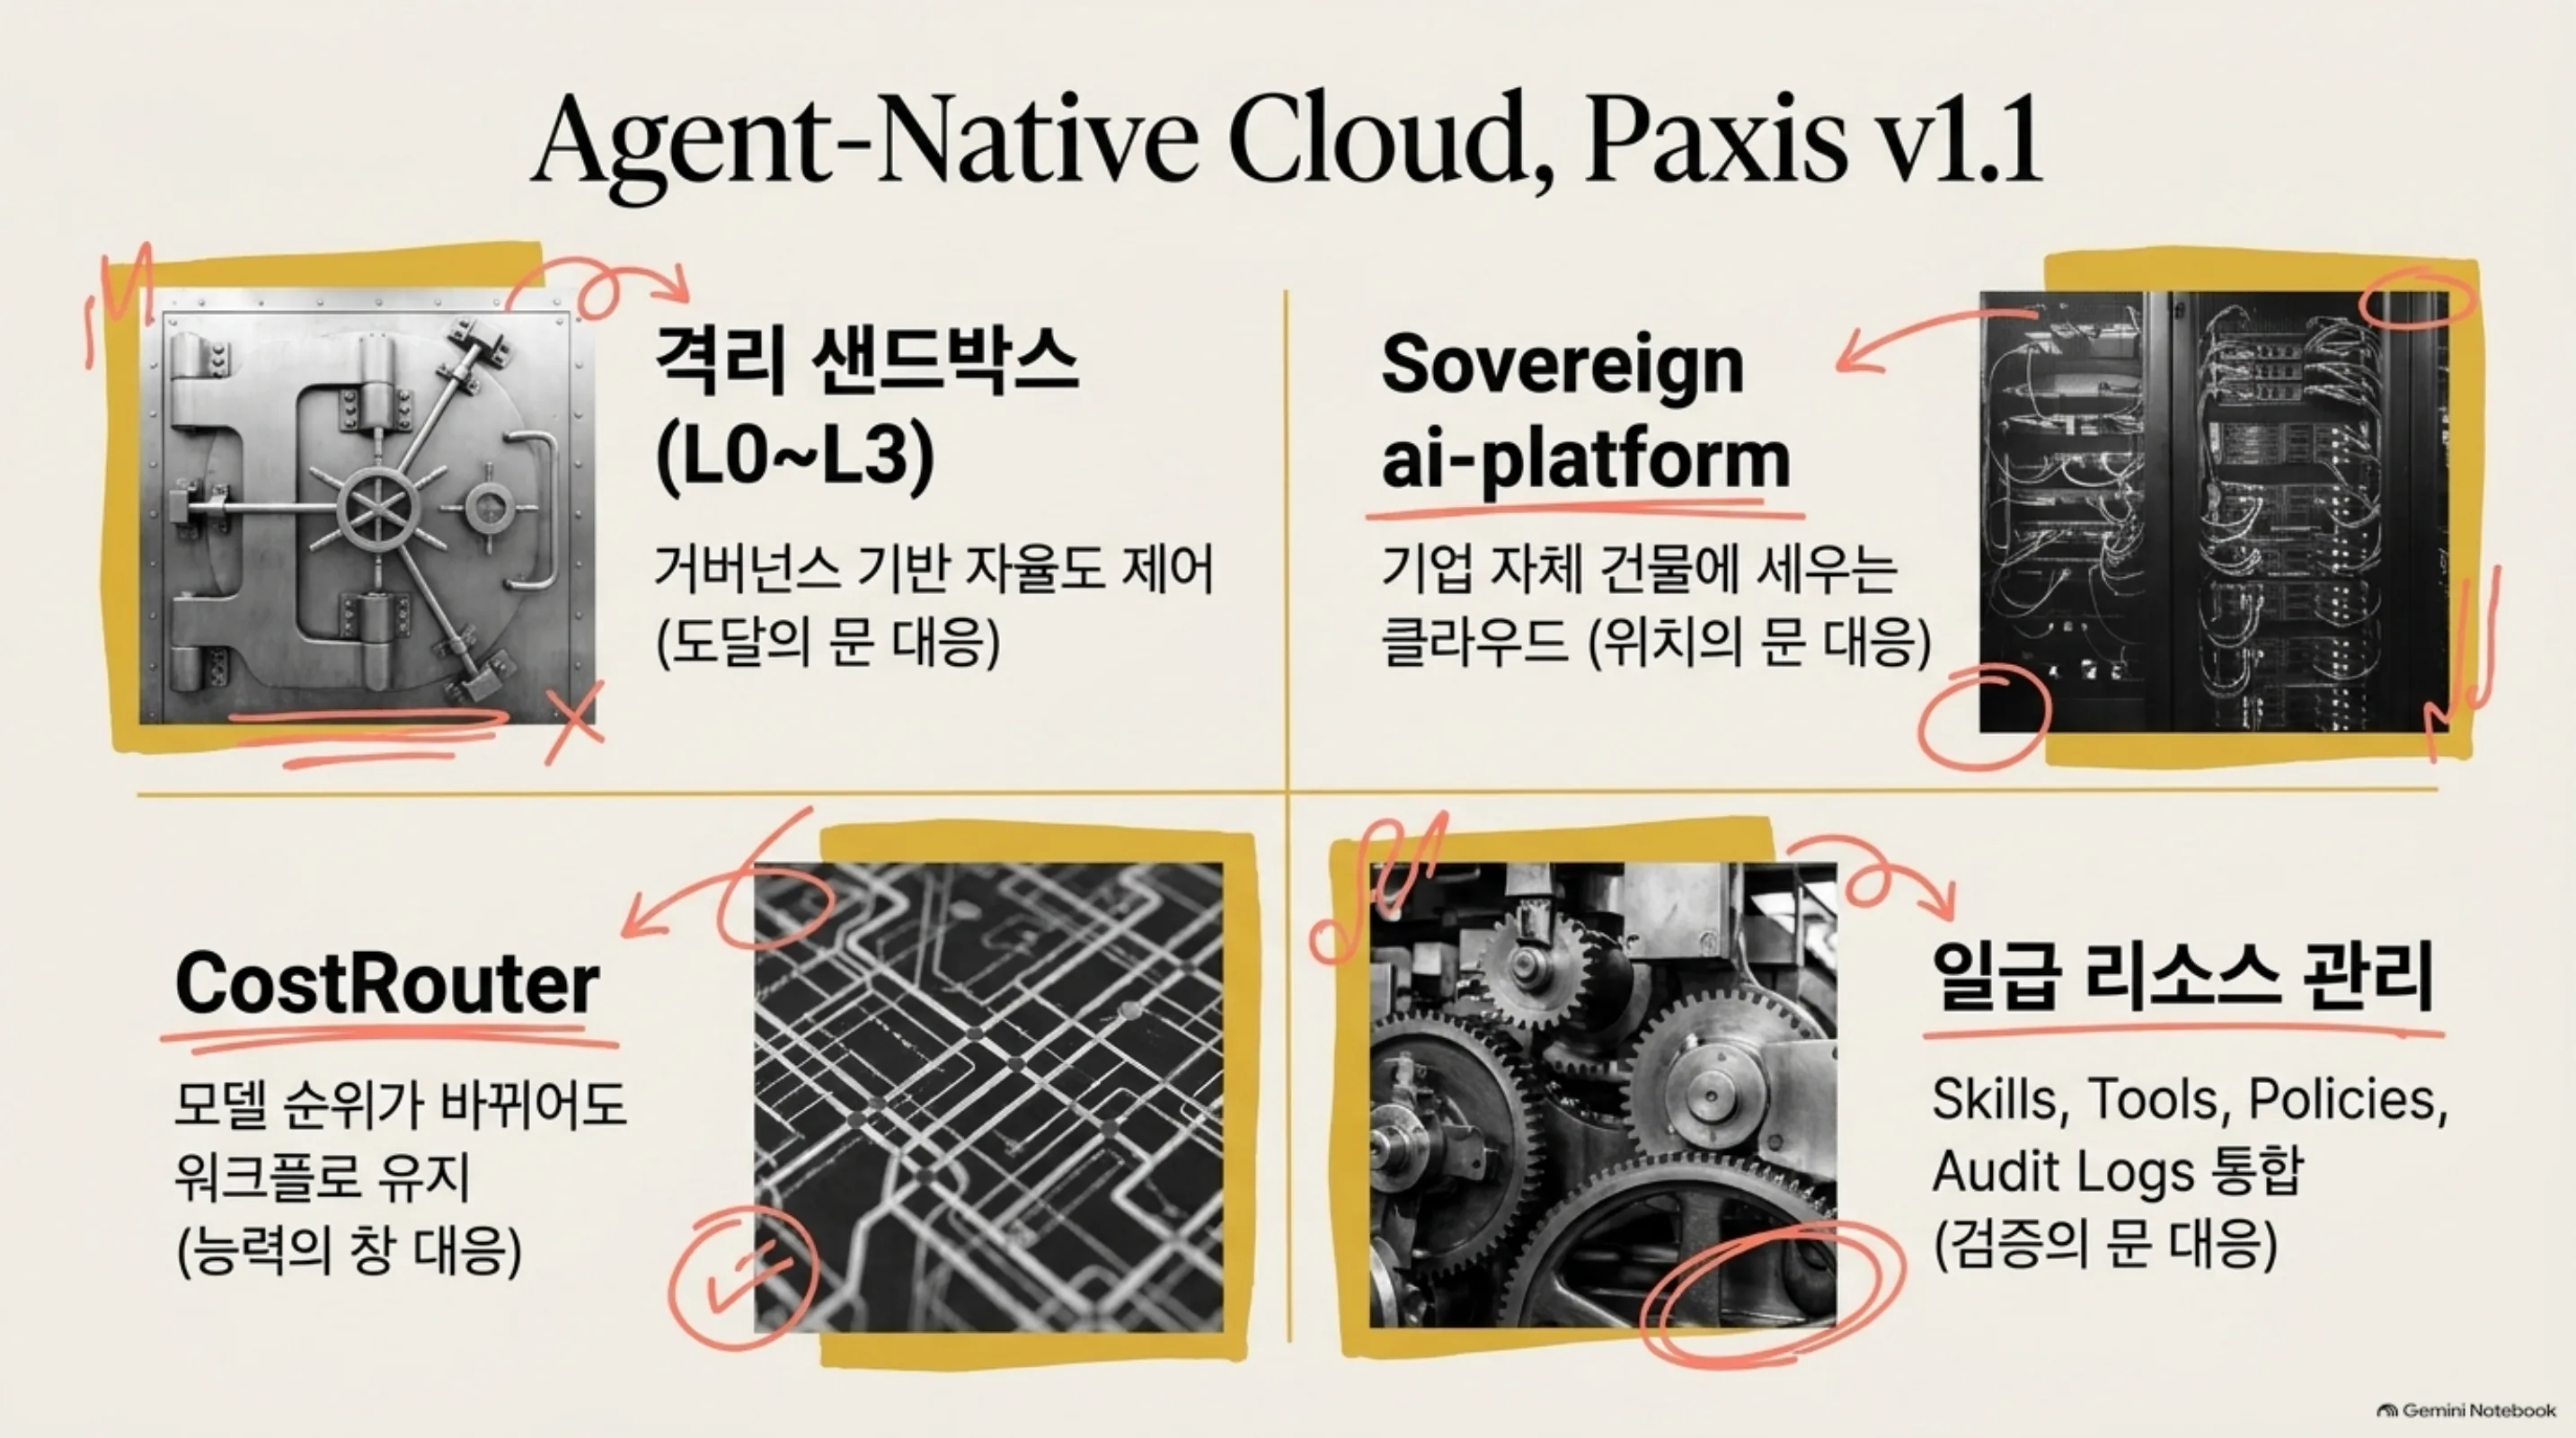 Agent-Native Cloud, Paxis v1.1
격리 샌드박스
(L0~L3)
거버넌스 기반 자율도 제어
(도달의 문 대응)
Sovereign
ai-platform
기업 자체 건물에 세우는
클라우드 (위치의 문 대응)
CostRouter
모델 순위가 바뀌어도
워크플로 유지
(능력의 창 대응)
일급 리소스 관리
Skills, Tools, Policies,
Audit Logs 통합
(검증의 문 대응)
Gemini Notebook